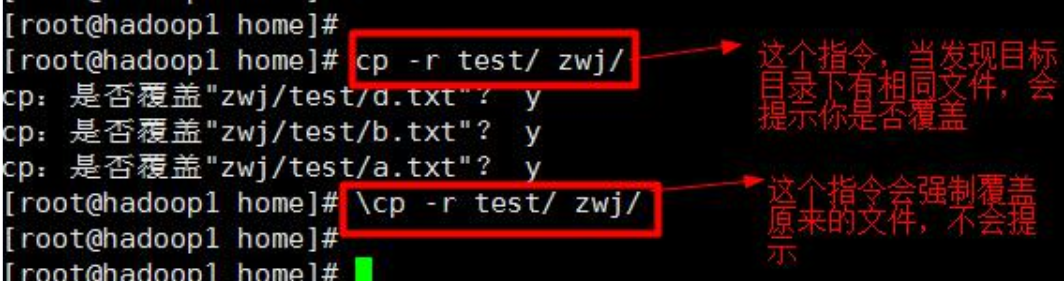 [root@hadoop1 home]#
[root@hadoop1 home]# cp -r test/ zwj/
这个指令，当发现目标
目录下有相同文件，会
提示你是否覆盖
cp：是否覆盖"zwj/test/d.txt"？ y
cp：是否覆盖"zwj/test/b.txt"？ y
cp：是否覆盖"zwj/test/a.txt"？ y
[root@hadoop1 home]# \cp -r test/ zwj/
这个指令会强制覆盖
原来的文件，不会提
示
[root@hadoop1 home]#
[root@hadoop1 home]#